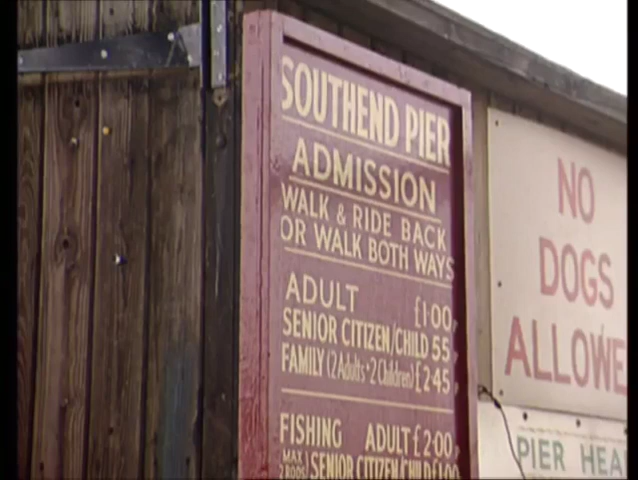 SOUTHEND PIER
ADMISSION
WALK & RIDE BACK
OR WALK BOTH WAYS
ADULT £1·00
SENIOR CITIZEN/CHILD 55
FAMILY (2 Adults + 2 Children) £2·45
FISHING ADULT £2·00
MAX 2 RODS SENIOR CITIZEN/CHILD £1·00
NO
DOGS
ALLOWE
PIER HEA